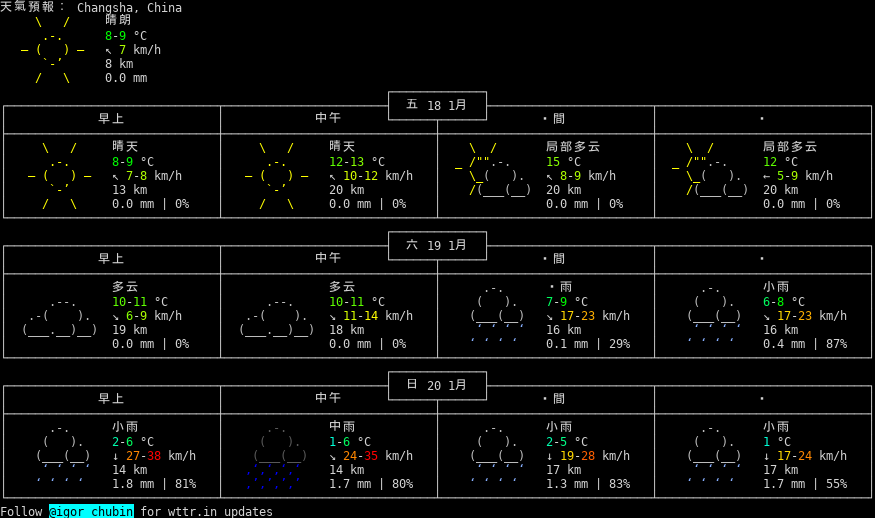 天氣預報： Changsha, China
晴朗
8-9 °C
↖ 7 km/h
8 km
0.0 mm
五 18 1月
早上 中午 ・間 ・
晴天 晴天 局部多云 局部多云
8-9 °C 12-13 °C 15 °C 12 °C
↖ 7-8 km/h ↖ 10-12 km/h ↖ 8-9 km/h ← 5-9 km/h
13 km 20 km 20 km 20 km
0.0 mm | 0% 0.0 mm | 0% 0.0 mm | 0% 0.0 mm | 0%
六 19 1月
早上 中午 ・間 ・
多云 多云 ・雨 小雨
10-11 °C 10-11 °C 7-9 °C 6-8 °C
↘ 6-9 km/h ↘ 11-14 km/h ↘ 17-23 km/h ↘ 17-23 km/h
19 km 18 km 16 km 16 km
0.0 mm | 0% 0.0 mm | 0% 0.1 mm | 29% 0.4 mm | 87%
日 20 1月
早上 中午 ・間 ・
小雨 中雨 小雨 小雨
2-6 °C 1-6 °C 2-5 °C 1 °C
↓ 27-38 km/h ↘ 24-35 km/h ↓ 19-28 km/h ↓ 17-24 km/h
14 km 14 km 17 km 17 km
1.8 mm | 81% 1.7 mm | 80% 1.3 mm | 83% 1.7 mm | 55%
Follow @igor_chubin for wttr.in updates